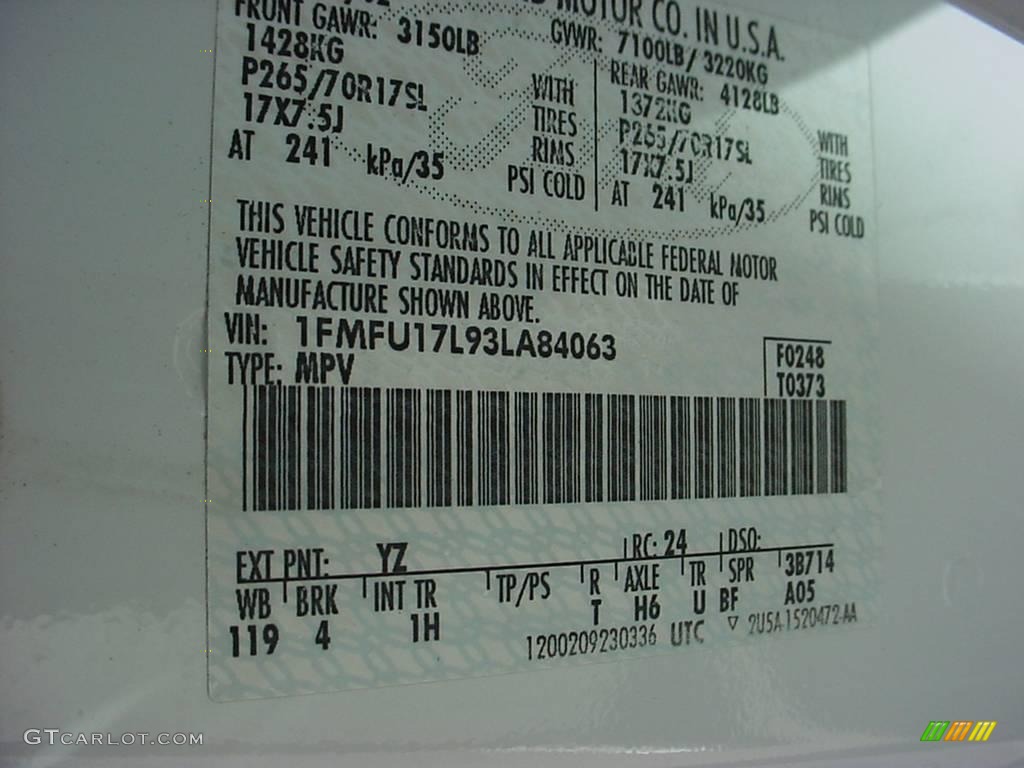 MOTOR CO. IN U.S.A.
FRONT GAWR: 3150LB GVWR: 7100LB/ 3220KG
1428KG REAR GAWR: 4128LB
P265/70R17SL WITH 1372KG WITH
17X7.5J TIRES P265/70R17SL TIRES
AT 241 kPa/35 RIMS 17X7.5J RIMS
PSI COLD AT 241 kPa/35 PSI COLD
THIS VEHICLE CONFORMS TO ALL APPLICABLE FEDERAL MOTOR
VEHICLE SAFETY STANDARDS IN EFFECT ON THE DATE OF
MANUFACTURE SHOWN ABOVE.
VIN: 1FMFU17L93LA84063
TYPE: MPV
F0248
T0373
EXT PNT: YZ RC: 24 DSO:
WB BRK INT TR TP/PS R AXLE TR SPR 3B714
119 4 1H T H6 U BF A05
1200209230336 UTC ▽ 2U5A-1520472-AA
GTCARLOT.COM